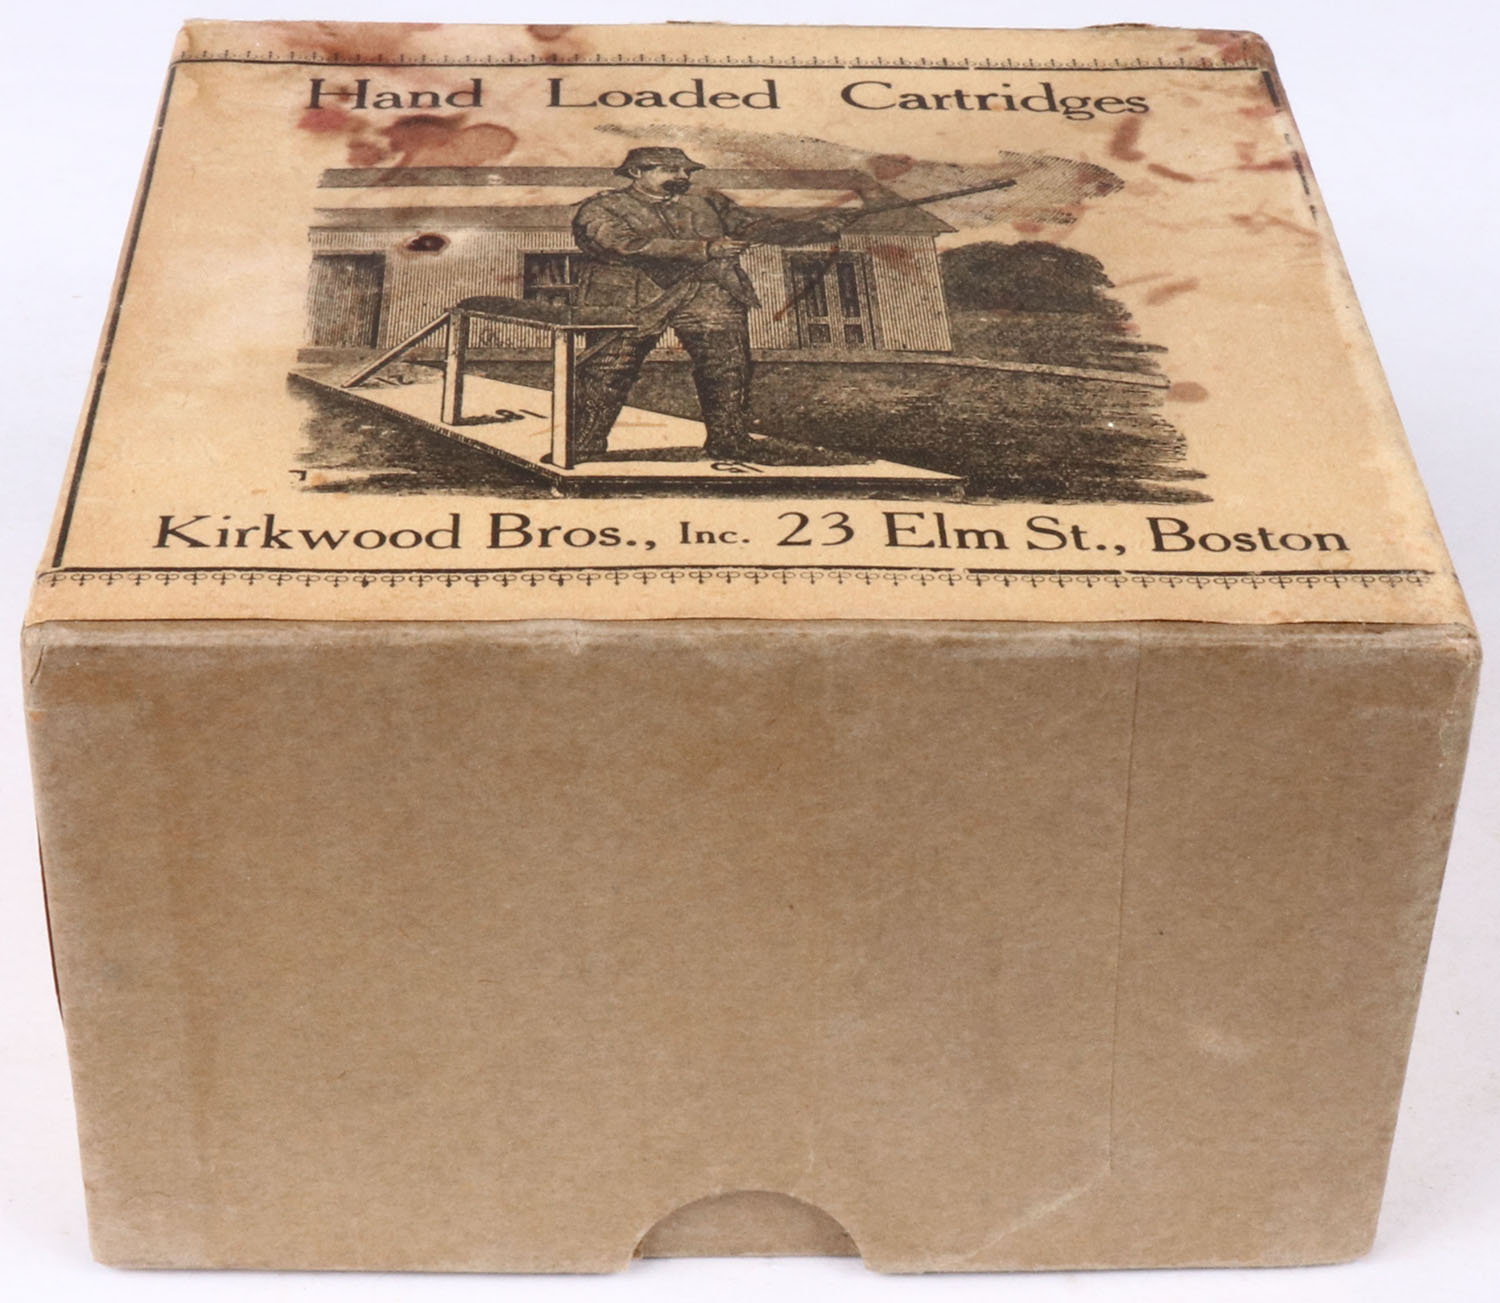 Hand Loaded Cartridges
Kirkwood Bros., Inc. 23 Elm St., Boston